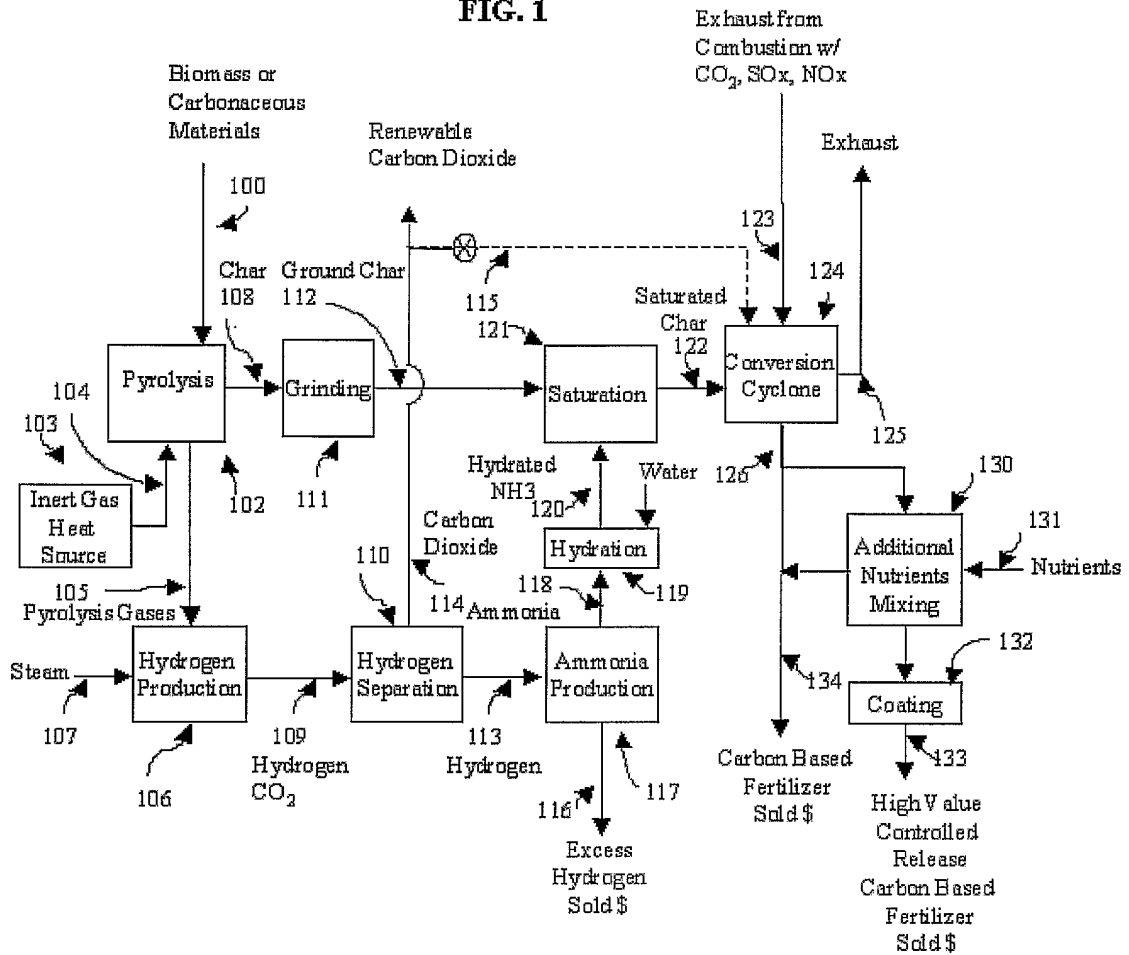 FIG. 1
Exhaust from
Combustion w/
CO2, SOx, NOx
Biomass or
Carbonaceous
Materials
Renewable
Carbon Dioxide
Exhaust
100
123
Char
108
Ground Char
112
115
124
Saturated
Char
122
121
Pyrolysis
Grinding
Saturation
Conversion
Cyclone
104
103
102
111
Hydrated
NH3
120
Water
126
125
130
Inert Gas
Heat
Source
Carbon
Dioxide
110
114
Hydration
118
119
Additional
Nutrients
Mixing
131
Nutrients
105
Pyrolysis Gases
Ammonia
132
Steam
107
Hydrogen
Production
Hydrogen
Separation
Ammonia
Production
134
Coating
106
109
Hydrogen
CO2
113
Hydrogen
116
117
133
Carbon Based
Fertilizer
Sold $
Excess
Hydrogen
Sold $
High Value
Controlled
Release
Carbon Based
Fertilizer
Sold $